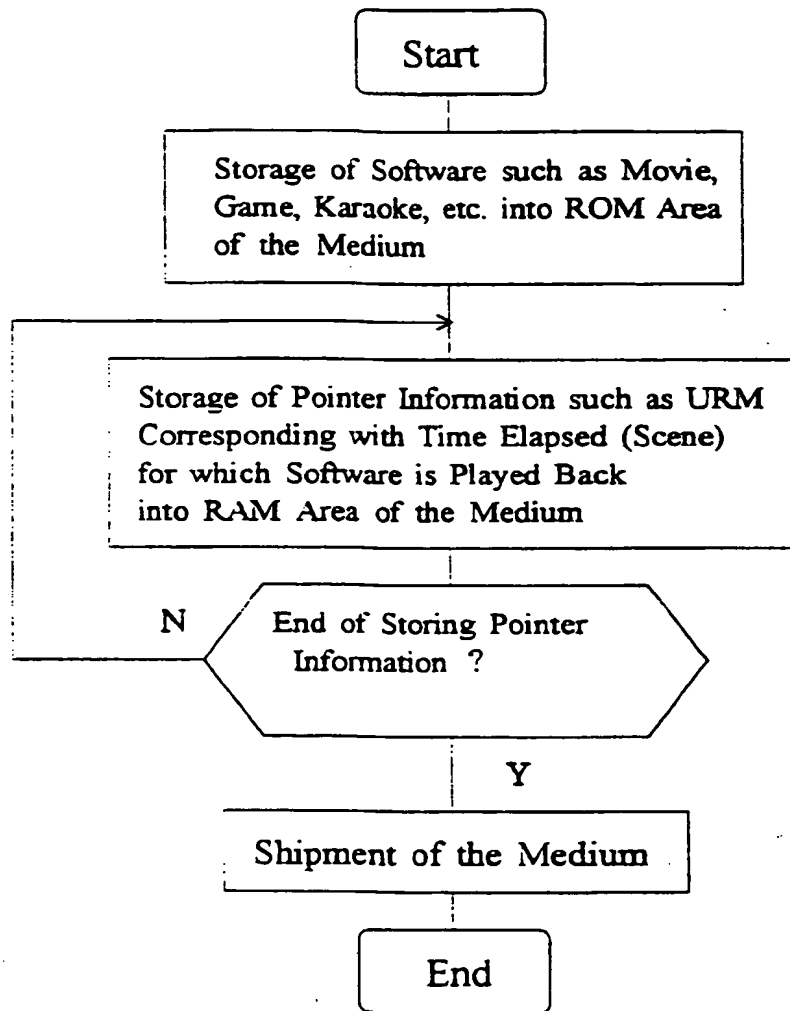 Start
Storage of Software such as Movie,
Game, Karaoke, etc. into ROM Area
of the Medium
Storage of Pointer Information such as URM
Corresponding with Time Elapsed (Scene)
for which Software is Played Back
into RAM Area of the Medium
N
End of Storing Pointer
Information ?
Y
Shipment of the Medium
End